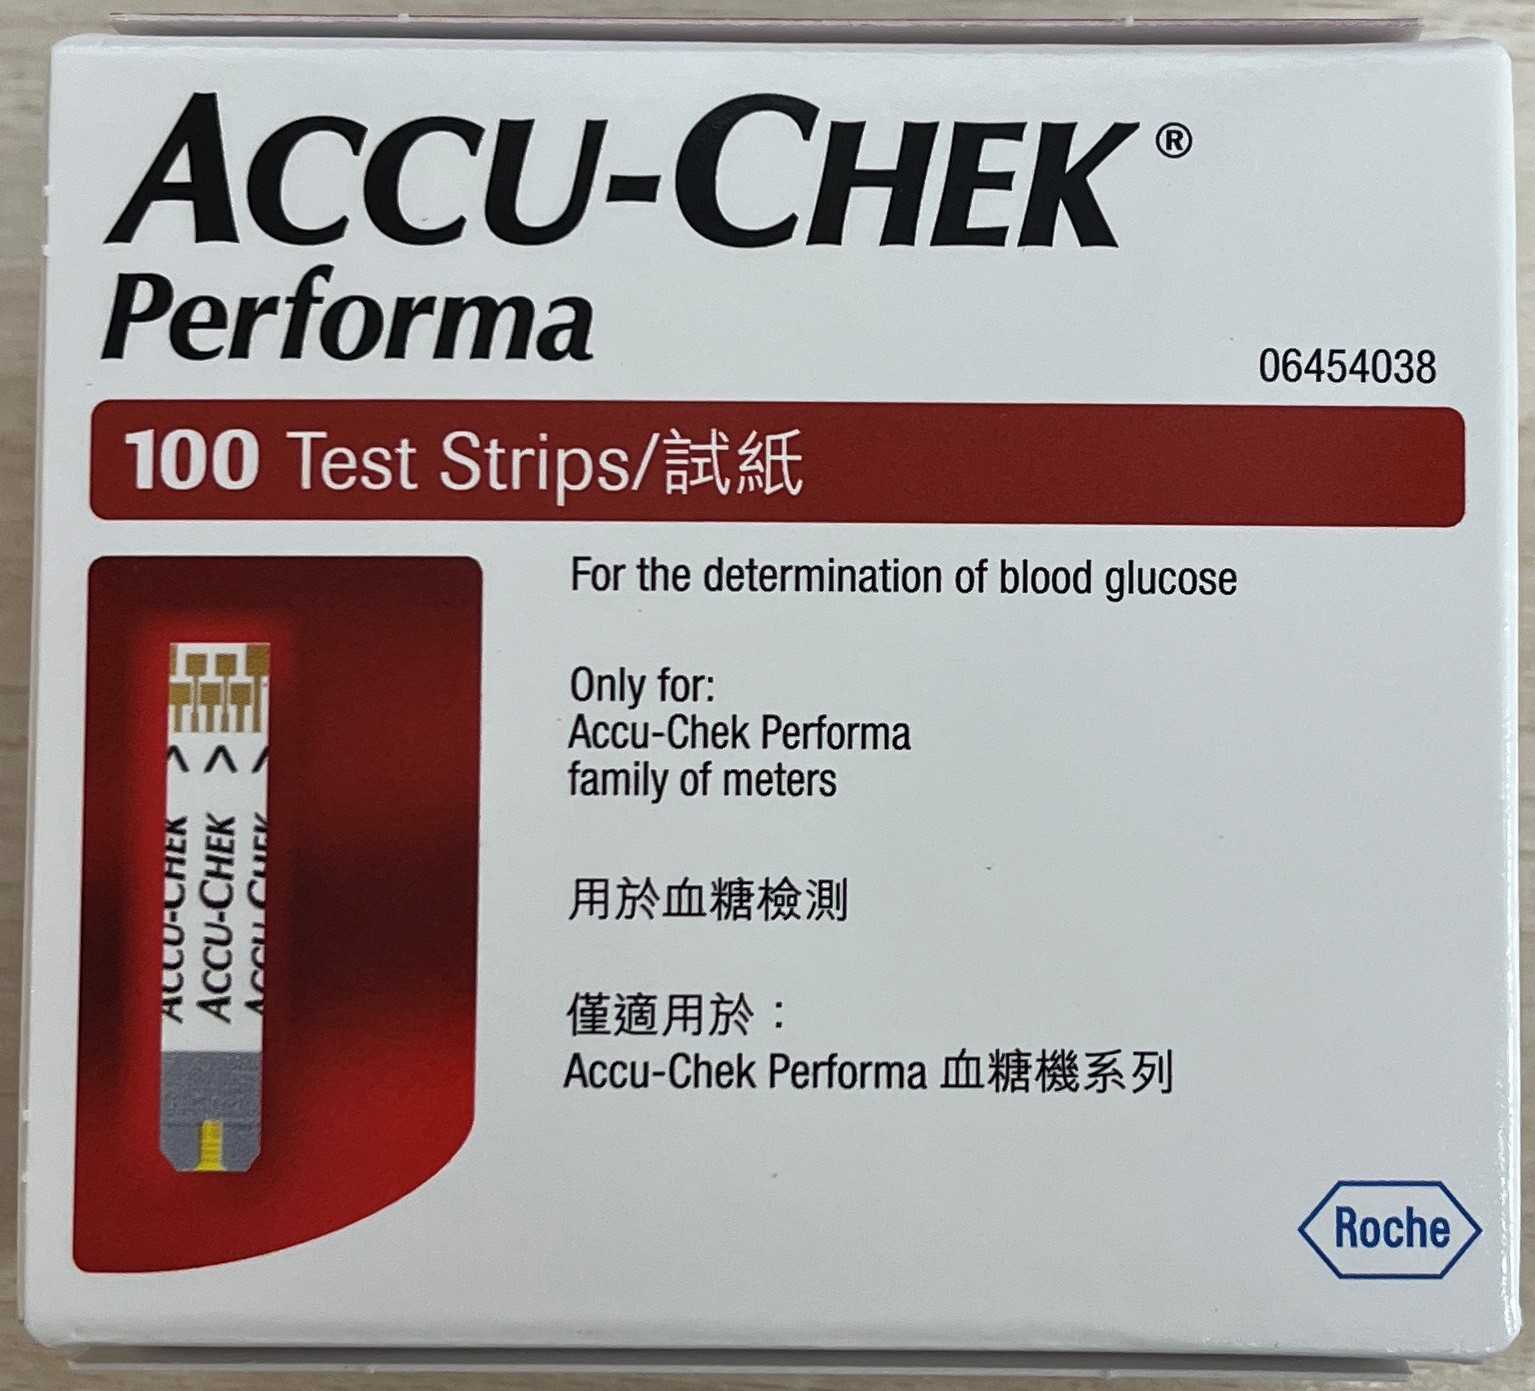 ACCU-CHEK®
Performa
06454038
100 Test Strips/試紙
For the determination of blood glucose
Only for:
Accu-Chek Performa
family of meters
用於血糖檢測
僅適用於：
Accu-Chek Performa 血糖機系列
ACCU-CHEK
ACCU-CHEK
ACCU-CHEK
Roche